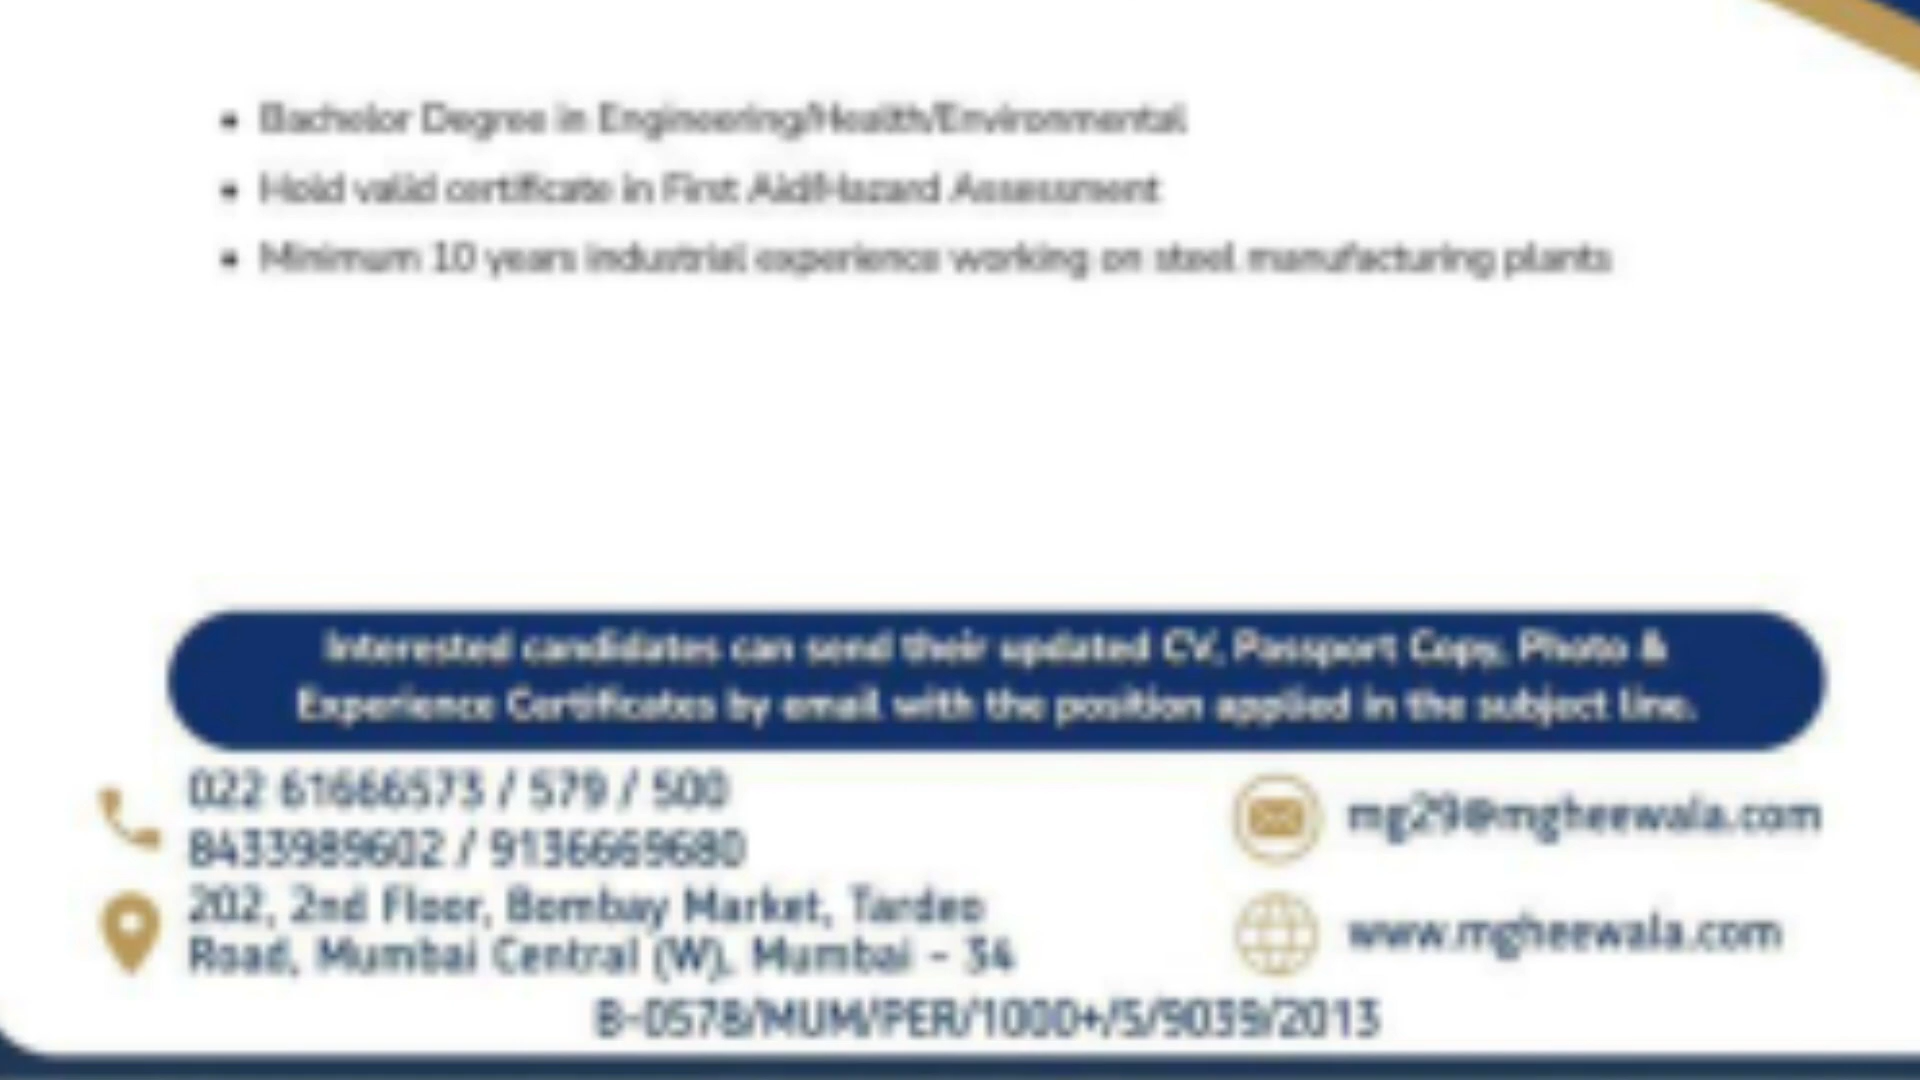 • Bachelor Degree in Engineering/Health/Environmental
• Hold valid certificate in First Aid/Hazard Assessment
• Minimum 10 years industrial experience working on steel manufacturing plants
Interested candidates can send their updated CV, Passport Copy, Photo &
Experience Certificates by email with the position applied in the subject line.
022 61666573 / 579 / 500
8433989602 / 9136669680
202, 2nd Floor, Bombay Market, Tardeo
Road, Mumbai Central (W), Mumbai - 34
mg29@mgheewala.com
www.mgheewala.com
B-0578/MUM/PER/1000+/5/9039/2013